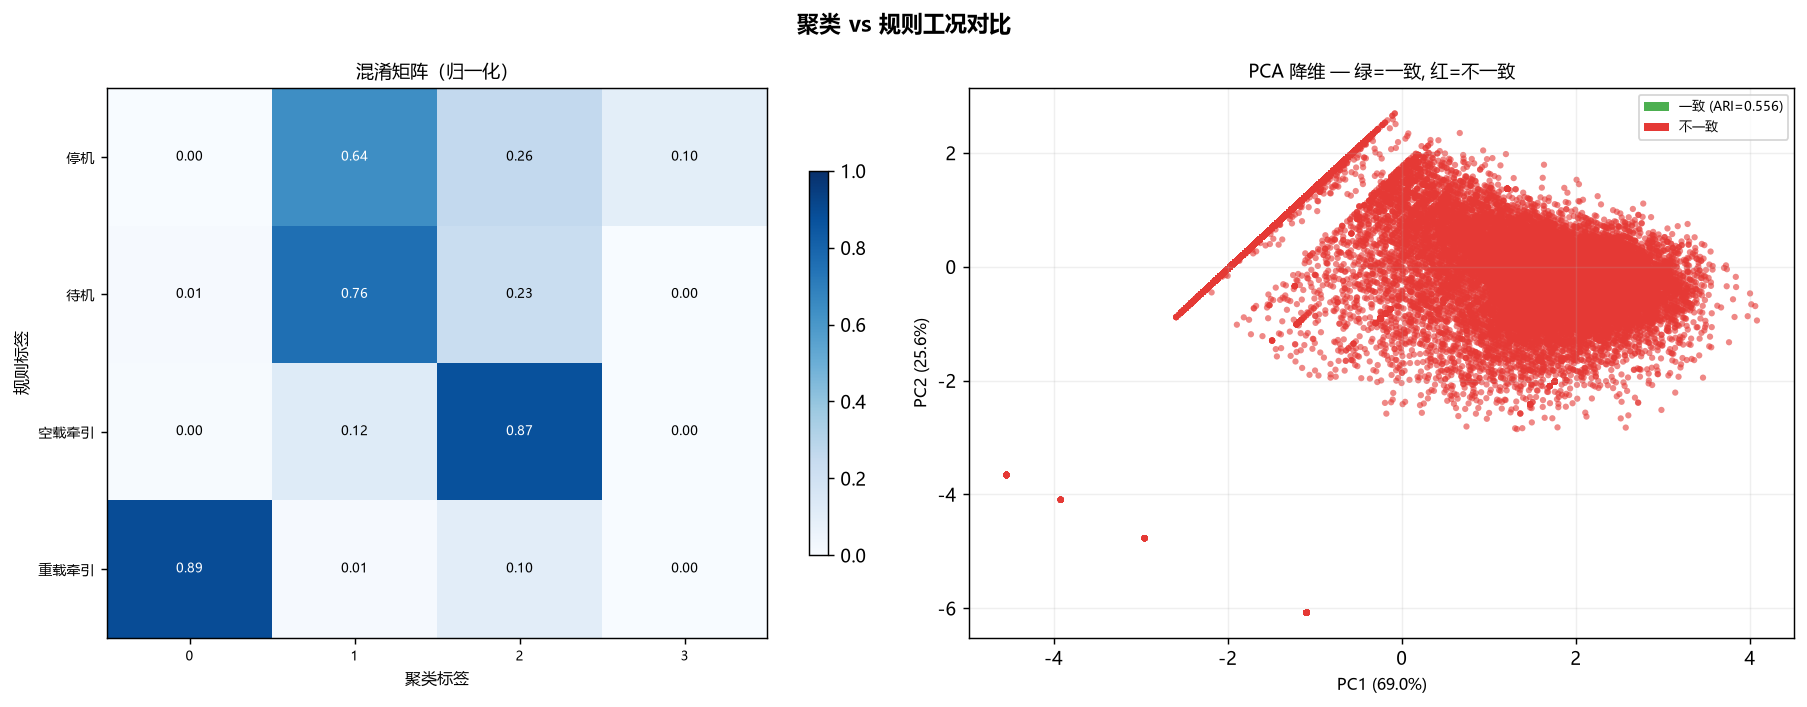 聚类 vs 规则工况对比
混淆矩阵（归一化）
规则标签
停机
待机
空载牵引
重载牵引
0.00 0.64 0.26 0.10
0.01 0.76 0.23 0.00
0.00 0.12 0.87 0.00
0.89 0.01 0.10 0.00
0 1 2 3
聚类标签
1.0
0.8
0.6
0.4
0.2
0.0
PCA 降维 — 绿=一致, 红=不一致
一致 (ARI=0.556)
不一致
PC2 (25.6%)
2
0
-2
-4
-6
-4 -2 0 2 4
PC1 (69.0%)